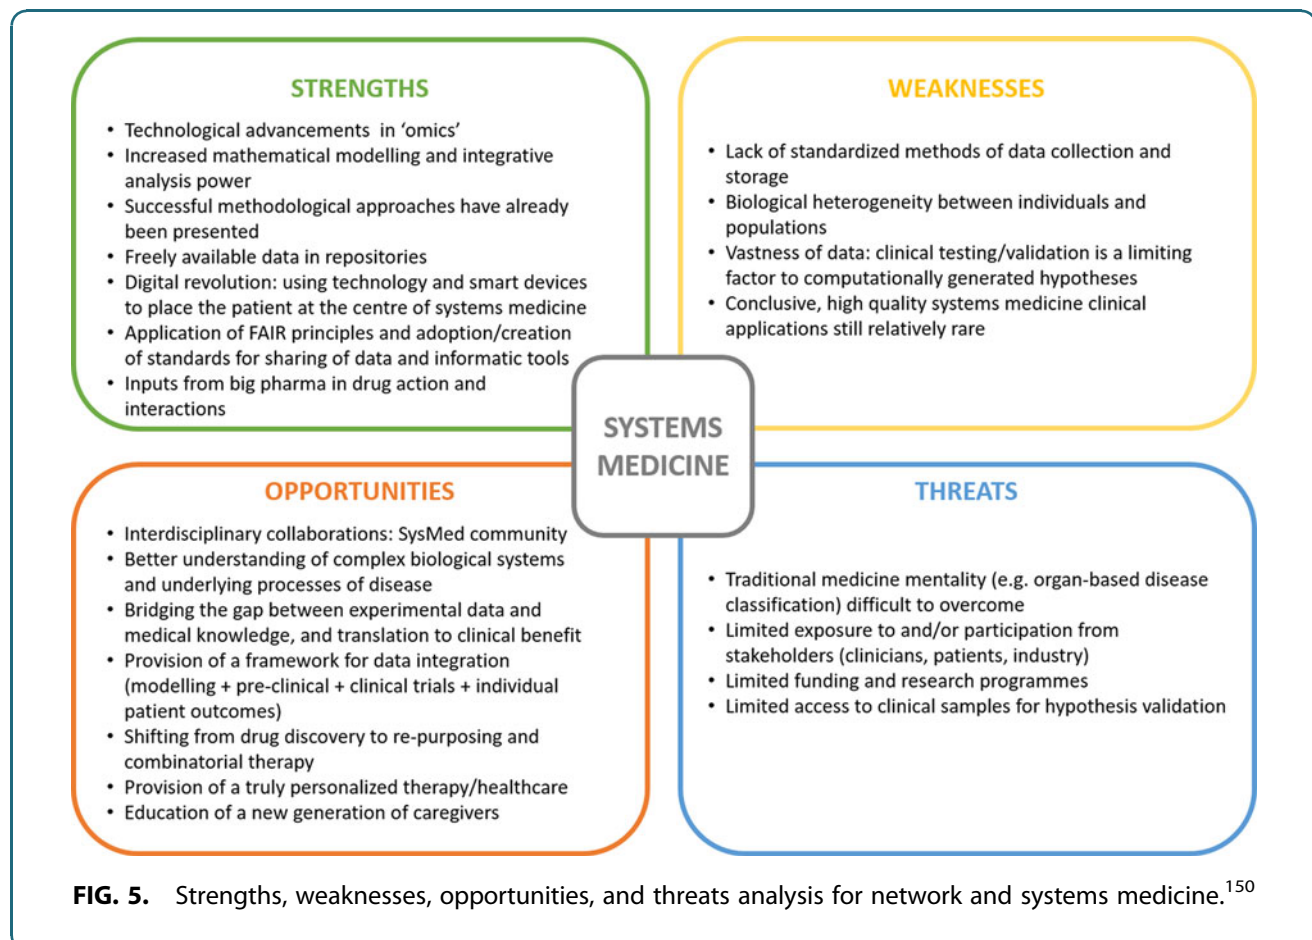 STRENGTHS
• Technological advancements in ‘omics’
• Increased mathematical modelling and integrative
analysis power
• Successful methodological approaches have already
been presented
• Freely available data in repositories
• Digital revolution: using technology and smart devices
to place the patient at the centre of systems medicine
• Application of FAIR principles and adoption/creation
of standards for sharing of data and informatic tools
• Inputs from big pharma in drug action and
interactions
WEAKNESSES
• Lack of standardized methods of data collection and
storage
• Biological heterogeneity between individuals and
populations
• Vastness of data: clinical testing/validation is a limiting
factor to computationally generated hypotheses
• Conclusive, high quality systems medicine clinical
applications still relatively rare
SYSTEMS
MEDICINE
OPPORTUNITIES
• Interdisciplinary collaborations: SysMed community
• Better understanding of complex biological systems
and underlying processes of disease
• Bridging the gap between experimental data and
medical knowledge, and translation to clinical benefit
• Provision of a framework for data integration
(modelling + pre-clinical + clinical trials + individual
patient outcomes)
• Shifting from drug discovery to re-purposing and
combinatorial therapy
• Provision of a truly personalized therapy/healthcare
• Education of a new generation of caregivers
THREATS
• Traditional medicine mentality (e.g. organ-based disease
classification) difficult to overcome
• Limited exposure to and/or participation from
stakeholders (clinicians, patients, industry)
• Limited funding and research programmes
• Limited access to clinical samples for hypothesis validation
FIG. 5. Strengths, weaknesses, opportunities, and threats analysis for network and systems medicine.150